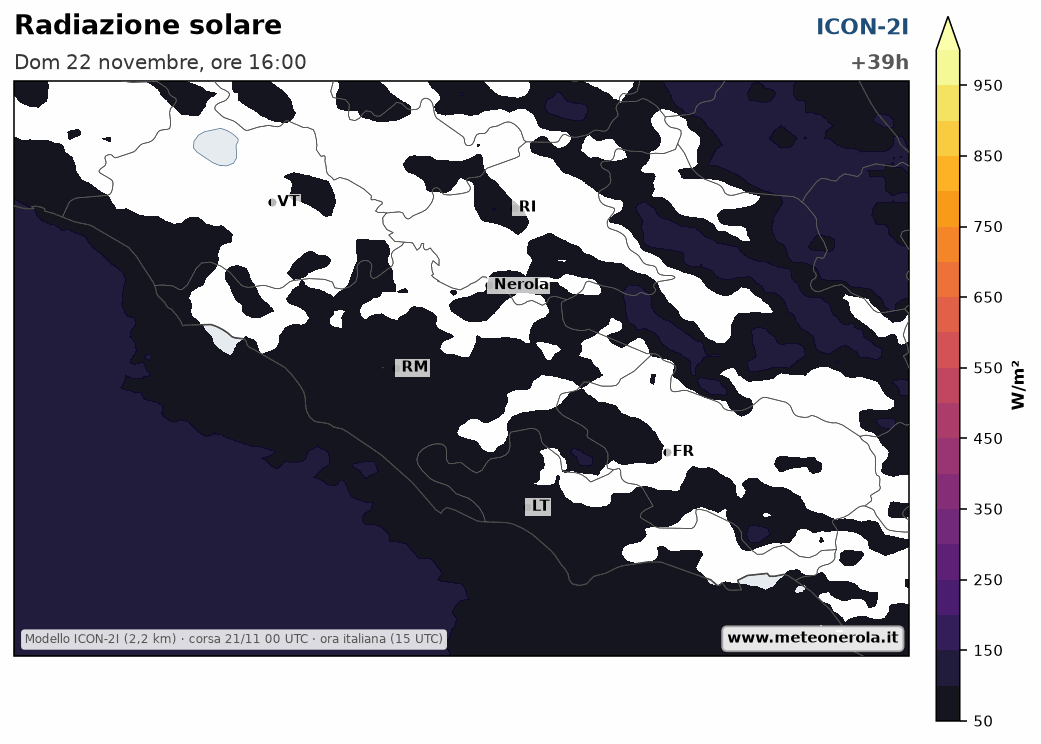 Radiazione solare
ICON-2I
Dom 22 novembre, ore 16:00
+39h
950
850
750
650
550
450
350
250
150
50
W/m²
VT
RI
Nerola
RM
FR
LT
Modello ICON-2I (2,2 km) · corsa 21/11 00 UTC · ora italiana (15 UTC)
www.meteonerola.it